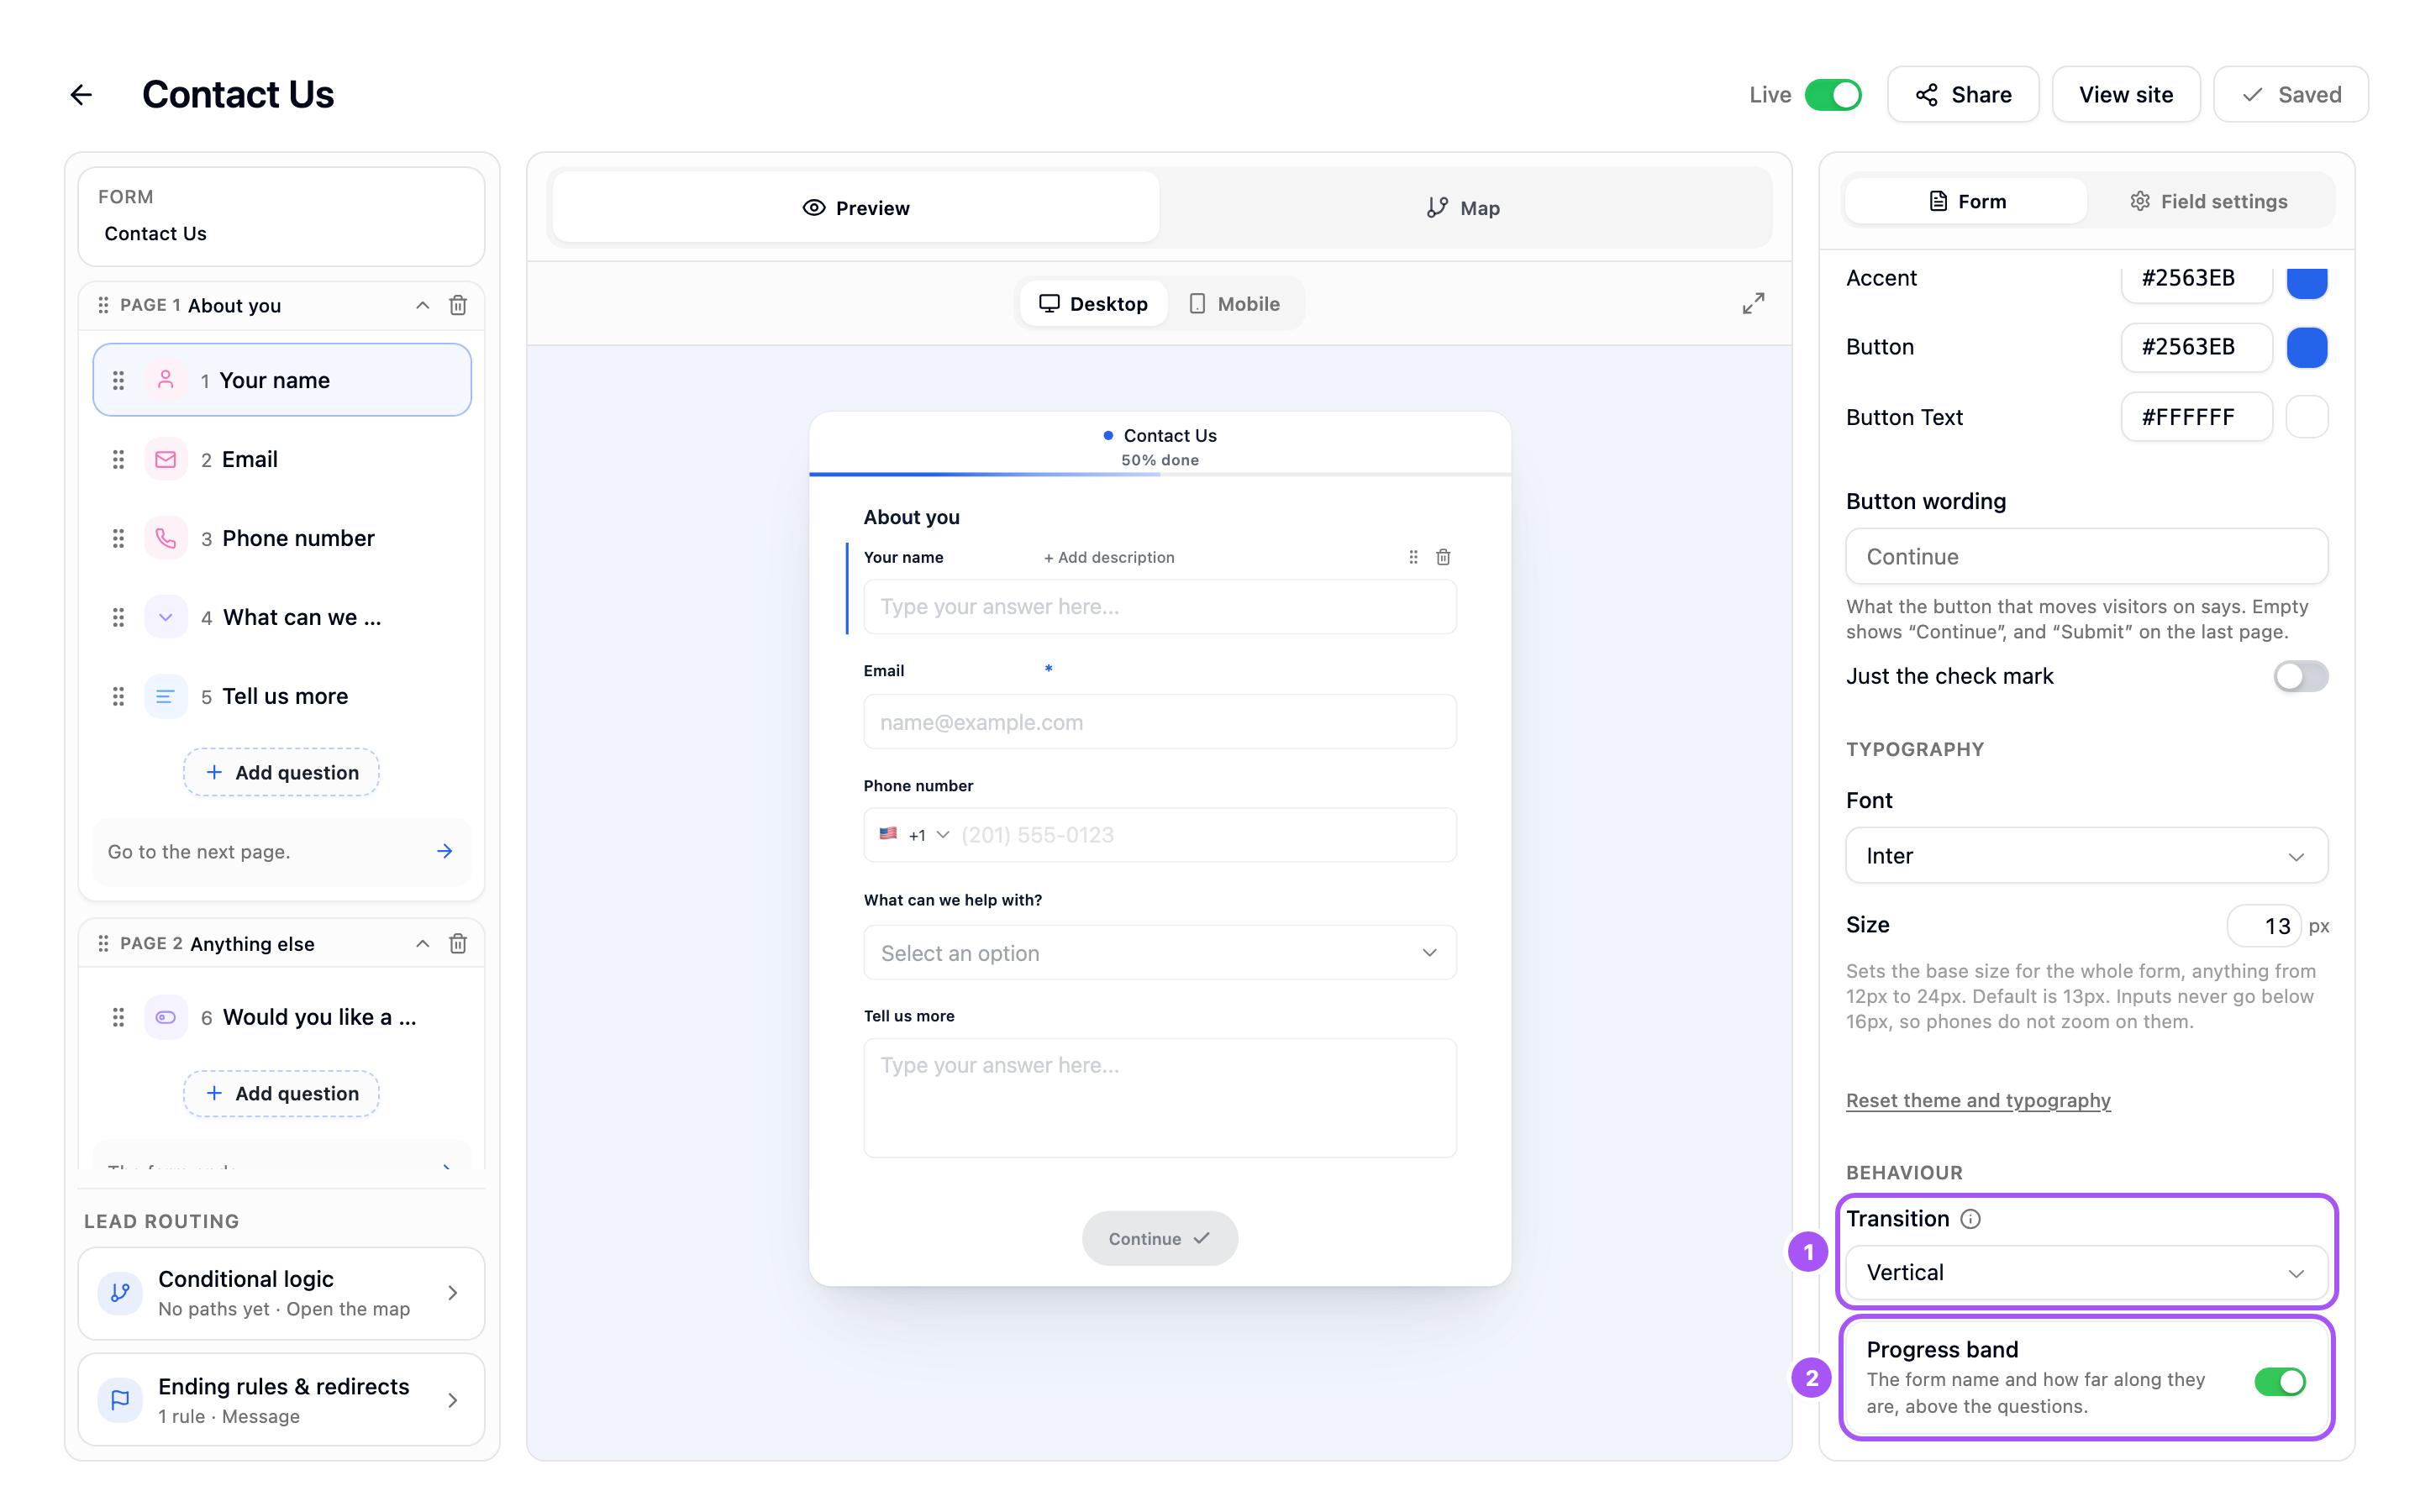 Contact Us
Live
Share
View site
Saved
FORM
Contact Us
PAGE 1 About you
1 Your name
2 Email
3 Phone number
4 What can we ...
5 Tell us more
+ Add question
Go to the next page.
PAGE 2 Anything else
6 Would you like a ...
+ Add question
LEAD ROUTING
Conditional logic
No paths yet · Open the map
Ending rules & redirects
1 rule · Message
Preview
Map
Desktop
Mobile
Contact Us
50% done
About you
Your name
+ Add description
Type your answer here...
Email *
name@example.com
Phone number
+1 (201) 555-0123
What can we help with?
Select an option
Tell us more
Type your answer here...
Continue
Form
Field settings
Accent #2563EB
Button #2563EB
Button Text #FFFFFF
Button wording
Continue
What the button that moves visitors on says. Empty
shows “Continue”, and “Submit” on the last page.
Just the check mark
TYPOGRAPHY
Font
Inter
Size 13 px
Sets the base size for the whole form, anything from
12px to 24px. Default is 13px. Inputs never go below
16px, so phones do not zoom on them.
Reset theme and typography
BEHAVIOUR
1
Transition
Vertical
2
Progress band
The form name and how far along they
are, above the questions.